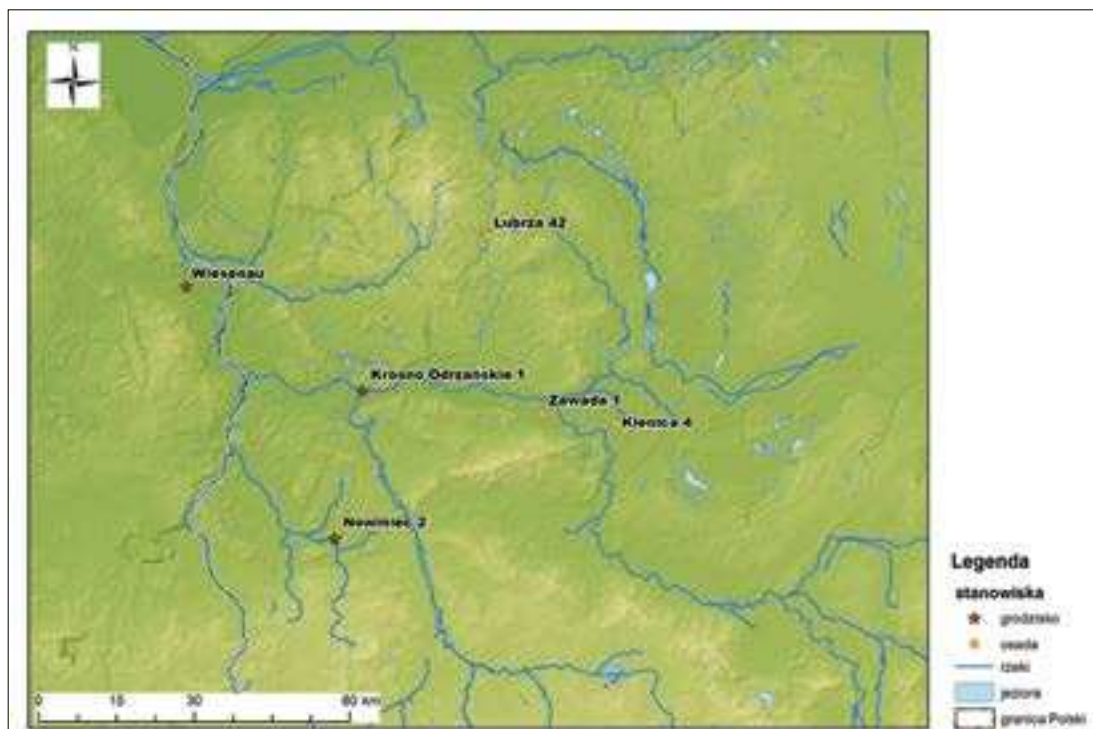 N
Lubrza 42
Wiesenau
Krosno Odrzańskie 1
Zawada 1
Klenica 4
Nowiniec 2
0 15 30 60 km
Legenda
stanowiska
grodzisko
osada
rzeki
jeziora
granica Polski